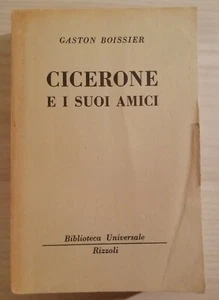 GASTON BOISSIER
CICERONE
E I SUOI AMICI
Biblioteca Universale
Rizzoli